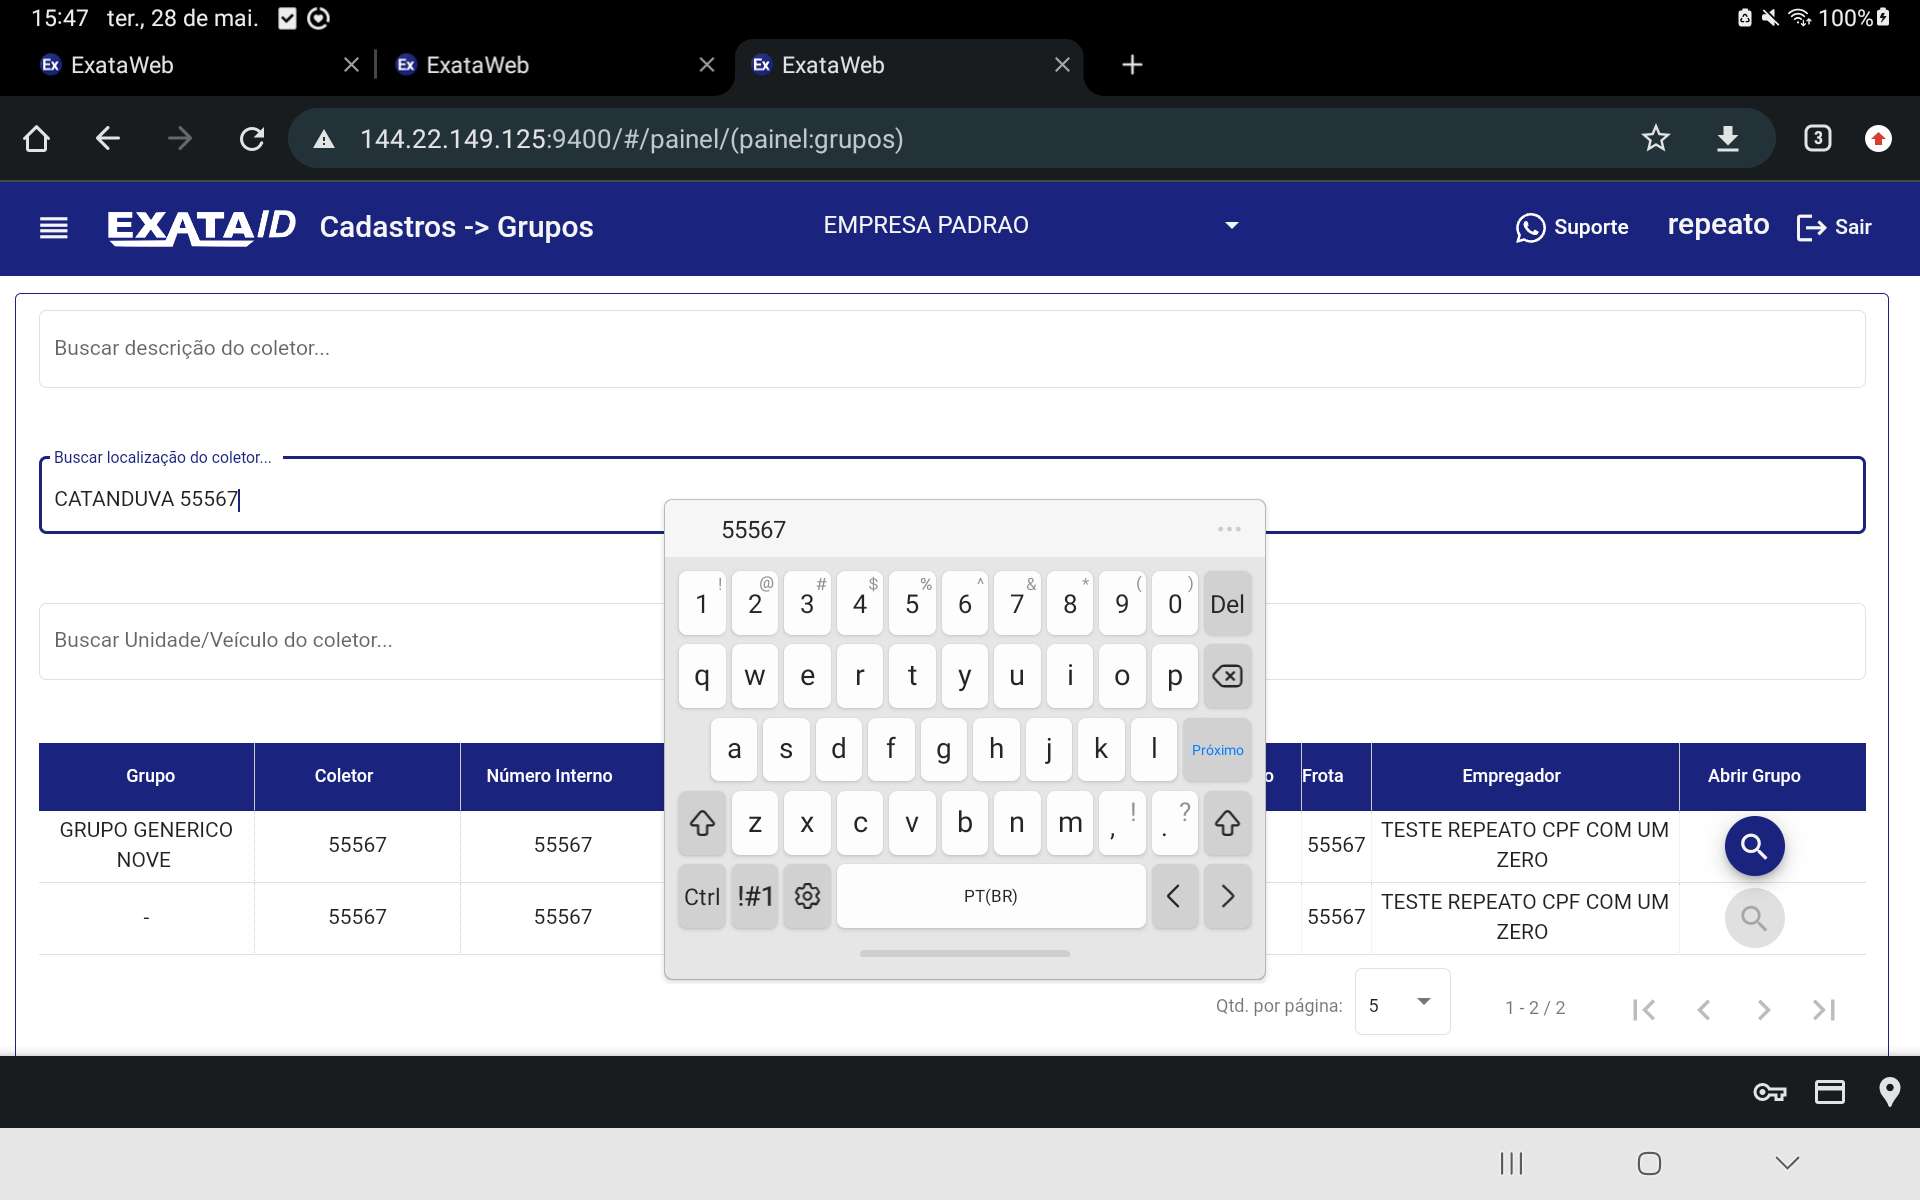 15:47 ter., 28 de mai. 100%
Ex ExataWeb Ex ExataWeb Ex ExataWeb
144.22.149.125:9400/#/painel/(painel:grupos) 3
EXATA/D Cadastros -> Grupos EMPRESA PADRAO Suporte repeato Sair
Buscar descrição do coletor...
Buscar localização do coletor...
CATANDUVA 55567
55567 ...
! @ # $ % ^ & * ( )
1 2 3 4 5 6 7 8 9 0 Del
Buscar Unidade/Veículo do coletor...
q w e r t y u i o p
a s d f g h j k l Próximo
Grupo Coletor Número Interno o Frota Empregador Abrir Grupo
z x c v b n m , ! . ?
GRUPO GENERICO NOVE 55567 55567 55567 TESTE REPEATO CPF COM UM ZERO
Ctrl !#1 PT(BR) < >
- 55567 55567 55567 TESTE REPEATO CPF COM UM ZERO
Qtd. por página: 5 1 - 2 / 2